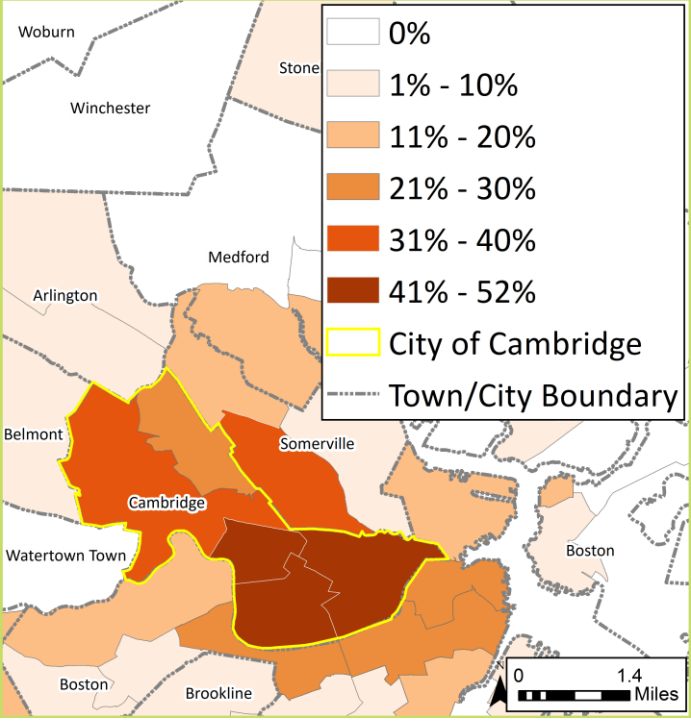 Woburn
Stone
Winchester
Medford
Arlington
Belmont
Somerville
Cambridge
Watertown Town
Boston
Boston
Brookline
0%
1% - 10%
11% - 20%
21% - 30%
31% - 40%
41% - 52%
City of Cambridge
Town/City Boundary
N
0 1.4
Miles